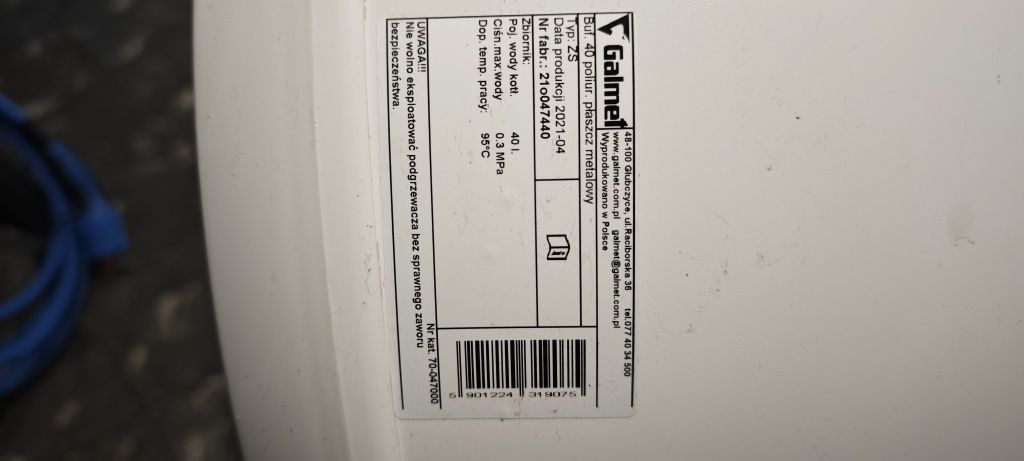 Galmet
48-100 Głubczyce, ul.Raciborska 36 tel.077 40 34 500
www.galmet.com.pl galmet@galmet.com.pl
Wyprodukowano w Polsce
Buf. 40 poliur. płaszcz metalowy
Typ: ZS
Data produkcji 2021-04
Nr fabr.: 21o047440
Zbiornik:
Poj. wody kotł. 40 l.
Ciśn.max.wody 0.3 MPa
Dop. temp. pracy: 95°C
5 901224 319075
Nr kat. 70-047000
UWAGA!!!
Nie wolno eksploatować podgrzewacza bez sprawnego zaworu
bezpieczeństwa.